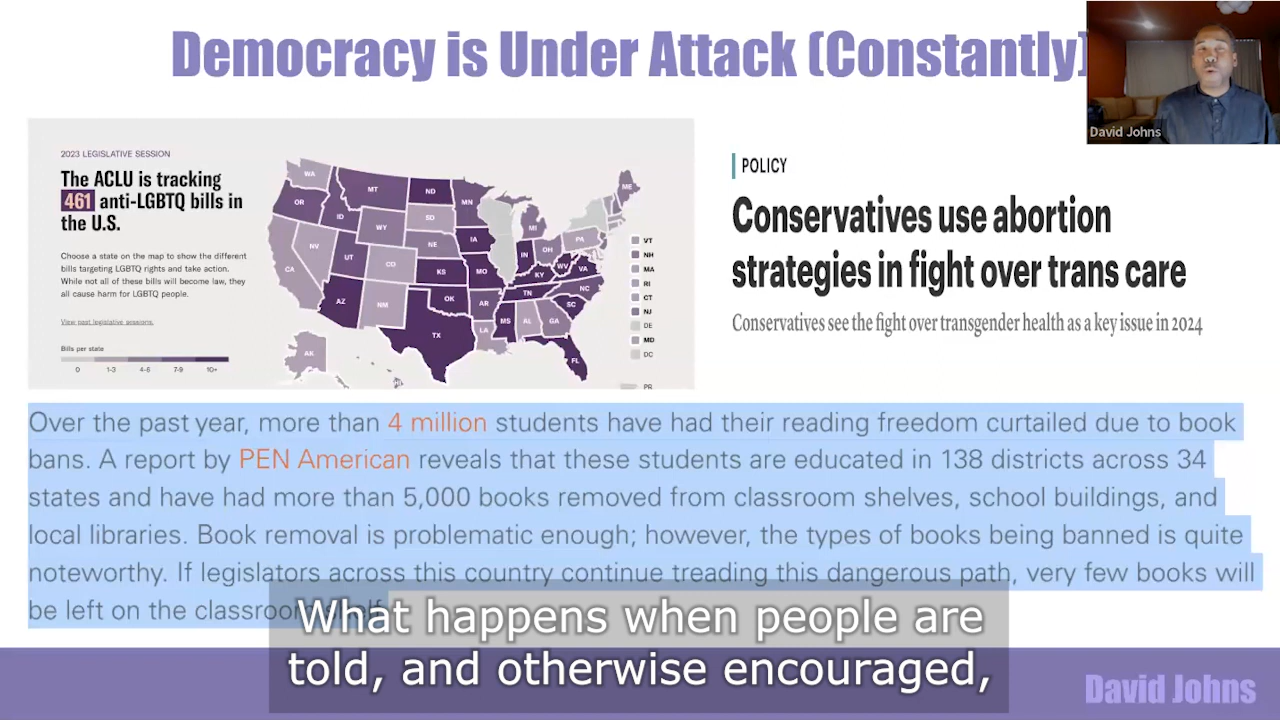 Democracy is Under Attack (Constantly)
David Johns
2023 LEGISLATIVE SESSION
The ACLU is tracking
461 anti-LGBTQ bills in
the U.S.
Choose a state on the map to show the different
bills targeting LGBTQ rights and take action.
While not all of these bills will become law, they
all cause harm for LGBTQ people.
View past legislative sessions.
Bills per state
0 1-3 4-6 7-9 10+
WA
OR
CA
NV
ID
MT
WY
UT
AZ
CO
NM
ND
SD
NE
KS
OK
TX
MN
IA
MO
AR
LA
MI
IN
OH
KY
TN
MS
AL
GA
FL
SC
NC
VA
WV
PA
ME
AK
HI
VT
NH
MA
RI
CT
NJ
DE
MD
DC
PR
POLICY
Conservatives use abortion
strategies in fight over trans care
Conservatives see the fight over transgender health as a key issue in 2024
Over the past year, more than 4 million students have had their reading freedom curtailed due to book
bans. A report by PEN American reveals that these students are educated in 138 districts across 34
states and have had more than 5,000 books removed from classroom shelves, school buildings, and
local libraries. Book removal is problematic enough; however, the types of books being banned is quite
noteworthy. If legislators across this country continue treading this dangerous path, very few books will
be left on the classroom shelf.
What happens when people are
told, and otherwise encouraged,
David Johns